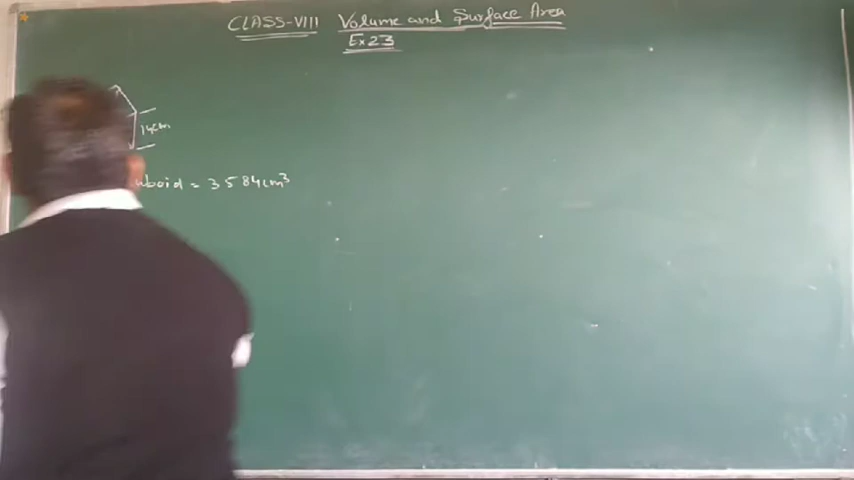 CLASS-VIII Volume and Surface Area
Ex 23
14cm
uboid = 3584cm³